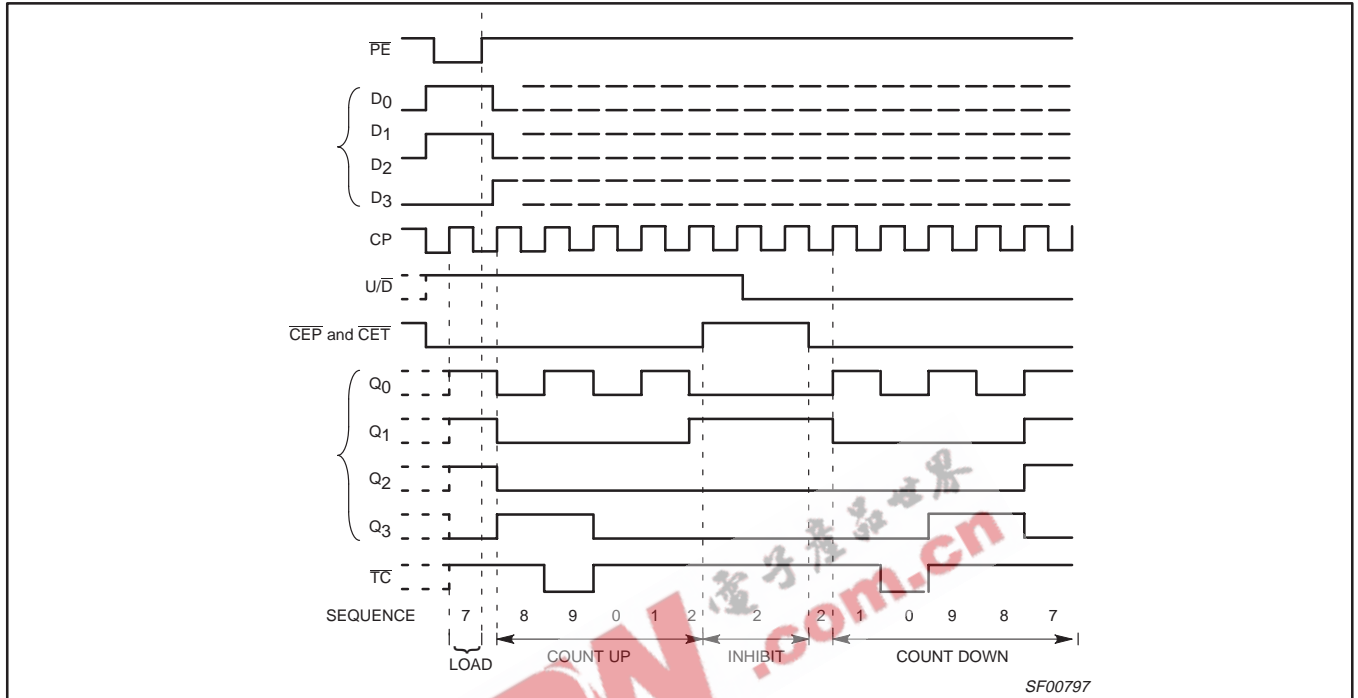 PE
D0
D1
D2
D3
CP
U/D
CEP and CET
Q0
Q1
Q2
Q3
TC
SEQUENCE 7 8 9 0 1 2 2 2 1 0 9 8 7
LOAD COUNT UP INHIBIT COUNT DOWN
電子產品世界
.com.cn
SF00797